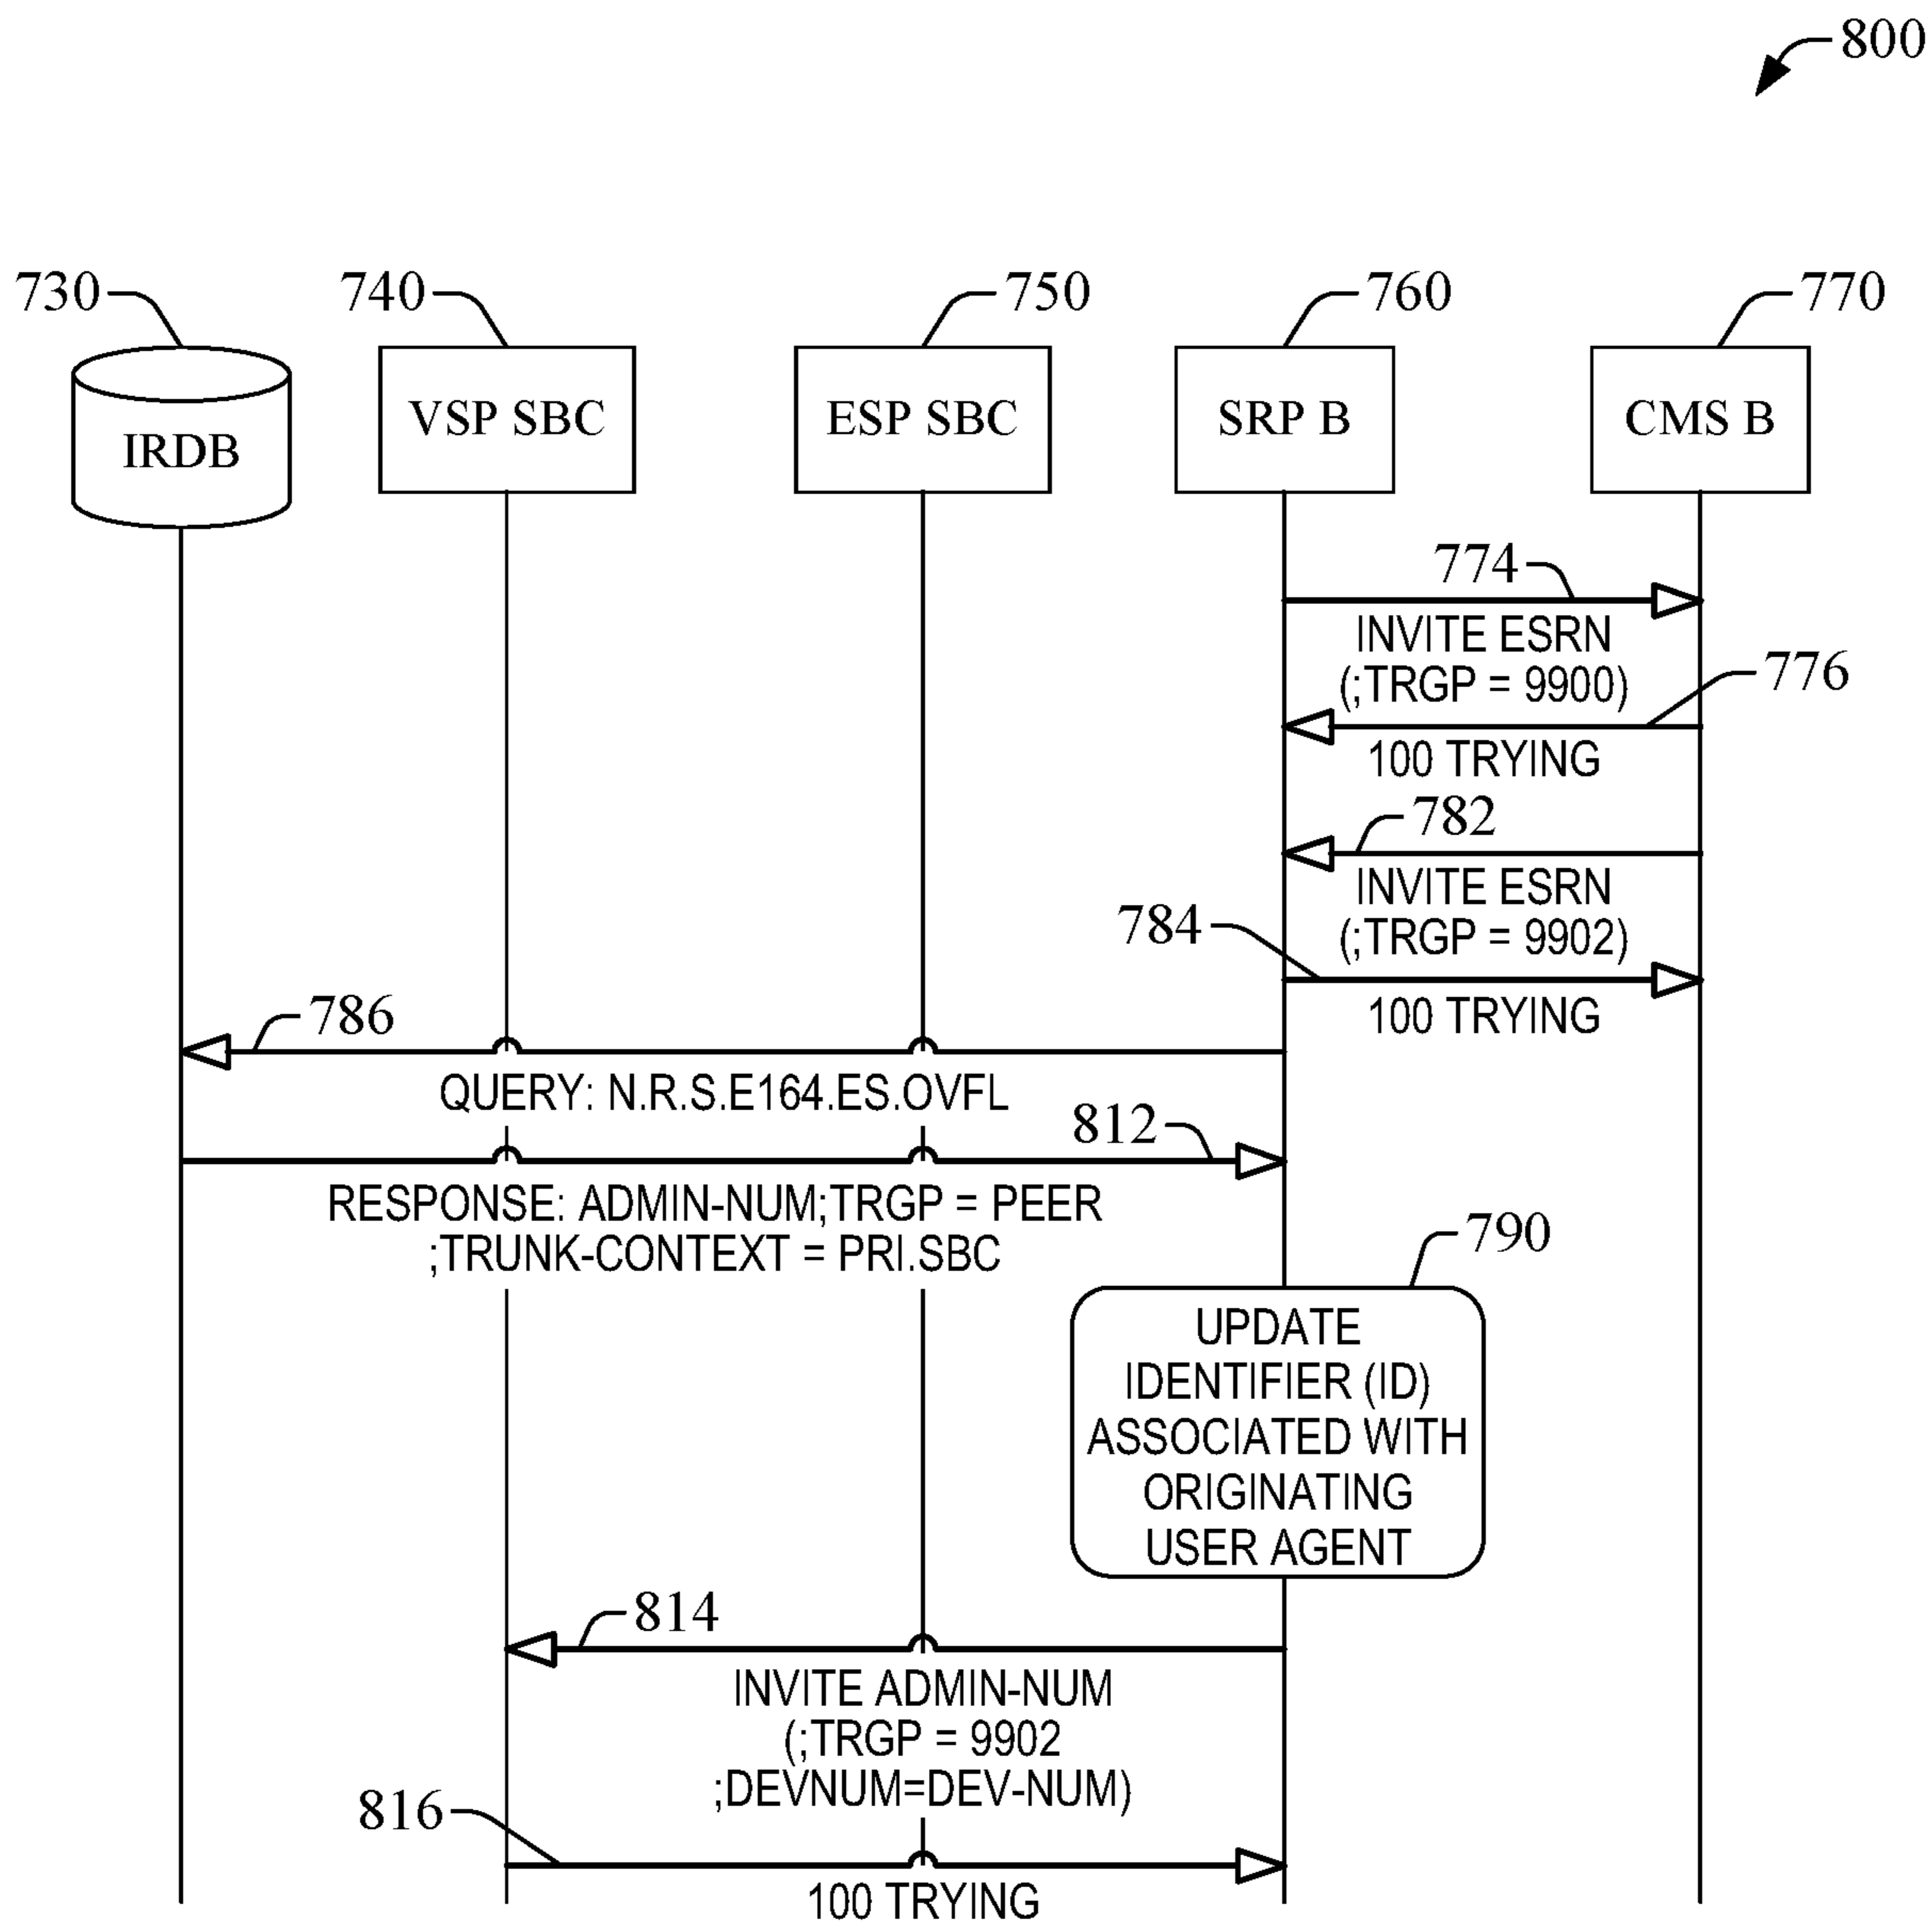 800
730
740
750
760
770
IRDB
VSP SBC
ESP SBC
SRP B
CMS B
774
INVITE ESRN
(;TRGP = 9900)
776
100 TRYING
782
INVITE ESRN
(;TRGP = 9902)
784
100 TRYING
786
QUERY: N.R.S.E164.ES.OVFL
812
RESPONSE: ADMIN-NUM;TRGP = PEER
;TRUNK-CONTEXT = PRI.SBC
790
UPDATE
IDENTIFIER (ID)
ASSOCIATED WITH
ORIGINATING
USER AGENT
814
INVITE ADMIN-NUM
(;TRGP = 9902
;DEVNUM=DEV-NUM)
816
100 TRYING